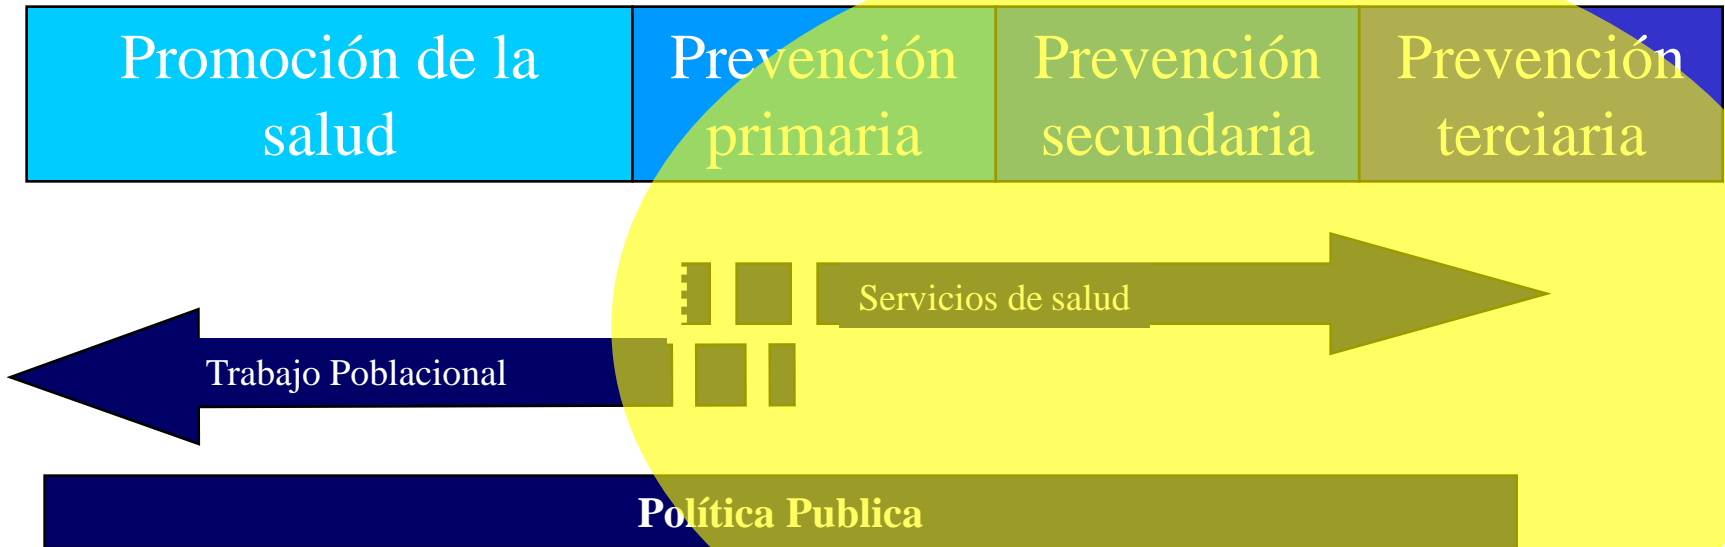 Promoción de la
salud
Prevención
primaria
Prevención
secundaria
Prevención
terciaria
Servicios de salud
Trabajo Poblacional
Política Publica